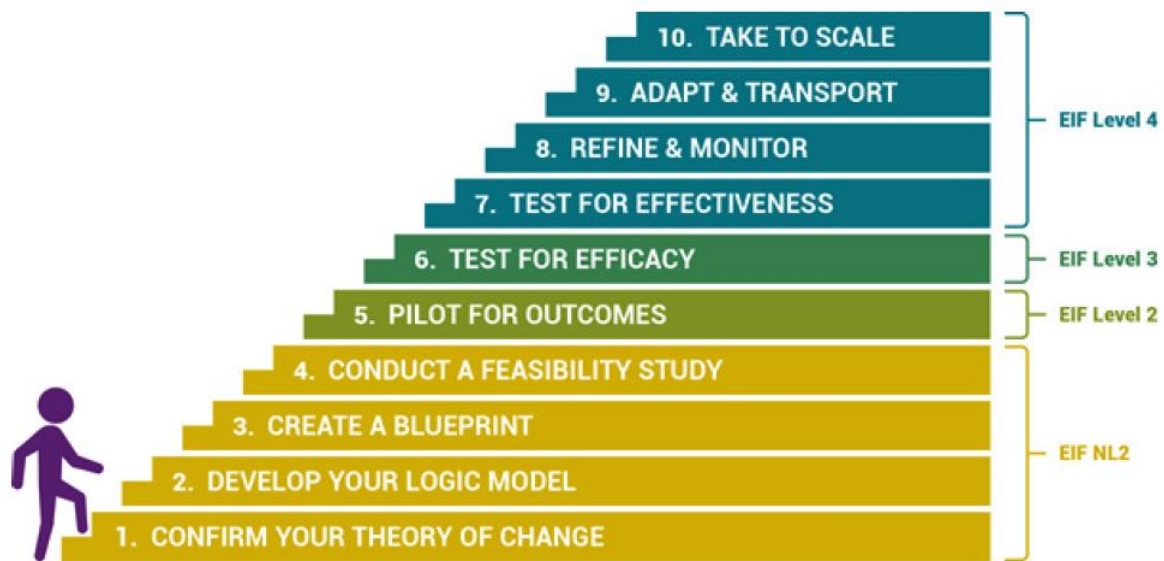 10. TAKE TO SCALE
9. ADAPT & TRANSPORT
8. REFINE & MONITOR
7. TEST FOR EFFECTIVENESS
EIF Level 4
6. TEST FOR EFFICACY
EIF Level 3
5. PILOT FOR OUTCOMES
EIF Level 2
4. CONDUCT A FEASIBILITY STUDY
3. CREATE A BLUEPRINT
2. DEVELOP YOUR LOGIC MODEL
1. CONFIRM YOUR THEORY OF CHANGE
EIF NL2